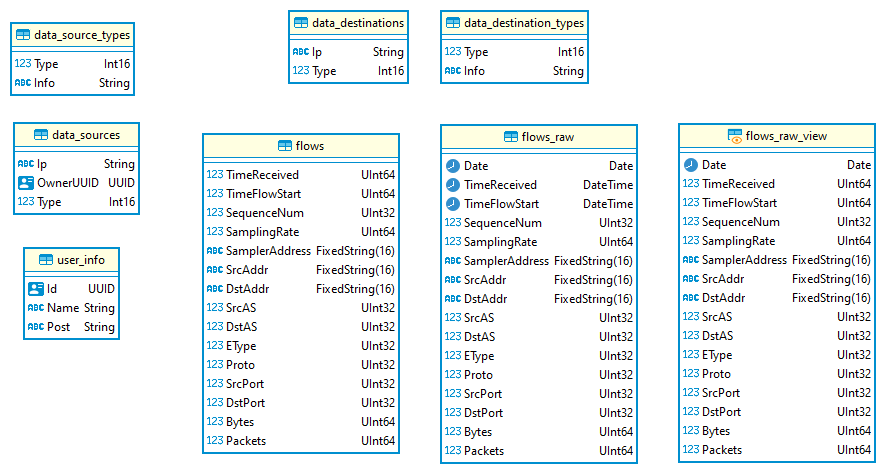 data_source_types
123 Type Int16
ABC Info String
data_destinations
ABC Ip String
123 Type Int16
data_destination_types
123 Type Int16
ABC Info String
data_sources
ABC Ip String
OwnerUUID UUID
123 Type Int16
user_info
Id UUID
ABC Name String
ABC Post String
flows
123 TimeReceived UInt64
123 TimeFlowStart UInt64
123 SequenceNum UInt32
123 SamplingRate UInt64
ABC SamplerAddress FixedString(16)
ABC SrcAddr FixedString(16)
ABC DstAddr FixedString(16)
123 SrcAS UInt32
123 DstAS UInt32
123 EType UInt32
123 Proto UInt32
123 SrcPort UInt32
123 DstPort UInt32
123 Bytes UInt64
123 Packets UInt64
flows_raw
Date Date
TimeReceived DateTime
TimeFlowStart DateTime
123 SequenceNum UInt32
123 SamplingRate UInt64
ABC SamplerAddress FixedString(16)
ABC SrcAddr FixedString(16)
ABC DstAddr FixedString(16)
123 SrcAS UInt32
123 DstAS UInt32
123 EType UInt32
123 Proto UInt32
123 SrcPort UInt32
123 DstPort UInt32
123 Bytes UInt64
123 Packets UInt64
flows_raw_view
Date Date
123 TimeReceived UInt64
123 TimeFlowStart UInt64
123 SequenceNum UInt32
123 SamplingRate UInt64
ABC SamplerAddress FixedString(16)
ABC SrcAddr FixedString(16)
ABC DstAddr FixedString(16)
123 SrcAS UInt32
123 DstAS UInt32
123 EType UInt32
123 Proto UInt32
123 SrcPort UInt32
123 DstPort UInt32
123 Bytes UInt64
123 Packets UInt64